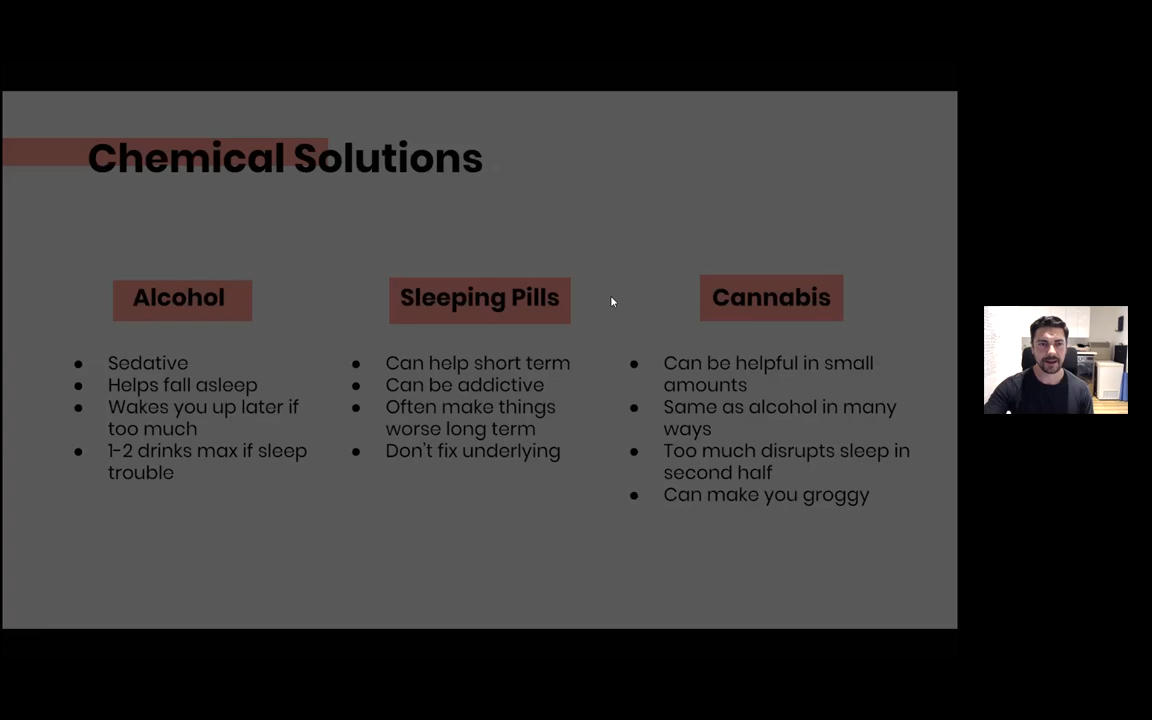 Chemical Solutions
Alcohol
● Sedative
● Helps fall asleep
● Wakes you up later if
too much
● 1-2 drinks max if sleep
trouble
Sleeping Pills
● Can help short term
● Can be addictive
● Often make things
worse long term
● Don't fix underlying
Cannabis
● Can be helpful in small
amounts
● Same as alcohol in many
ways
● Too much disrupts sleep in
second half
● Can make you groggy